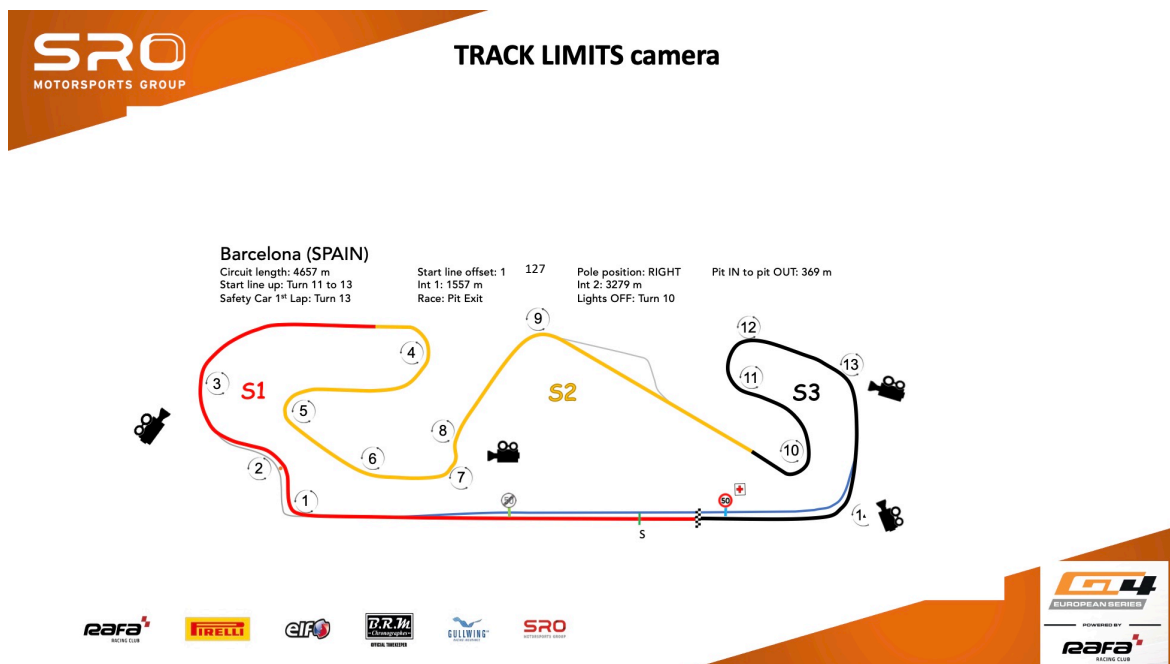 SRO
MOTORSPORTS GROUP
TRACK LIMITS camera
Barcelona (SPAIN)
Circuit length: 4657 m
Start line up: Turn 11 to 13
Safety Car 1st Lap: Turn 13
Start line offset: 1 127
Int 1: 1557 m
Race: Pit Exit
Pole position: RIGHT
Int 2: 3279 m
Lights OFF: Turn 10
Pit IN to pit OUT: 369 m
9
12
4
13
3
S1
11
5
S2
S3
8
10
2
6
7
1
50
50
1
S
RAFA
RACING CLUB
PIRELLI
elf
B.R.M
Chronographes
OFFICIAL TIMEKEEPER
GULLWING
SRO
MOTORSPORTS GROUP
GT4
EUROPEAN SERIES
POWERED BY
RAFA
RACING CLUB